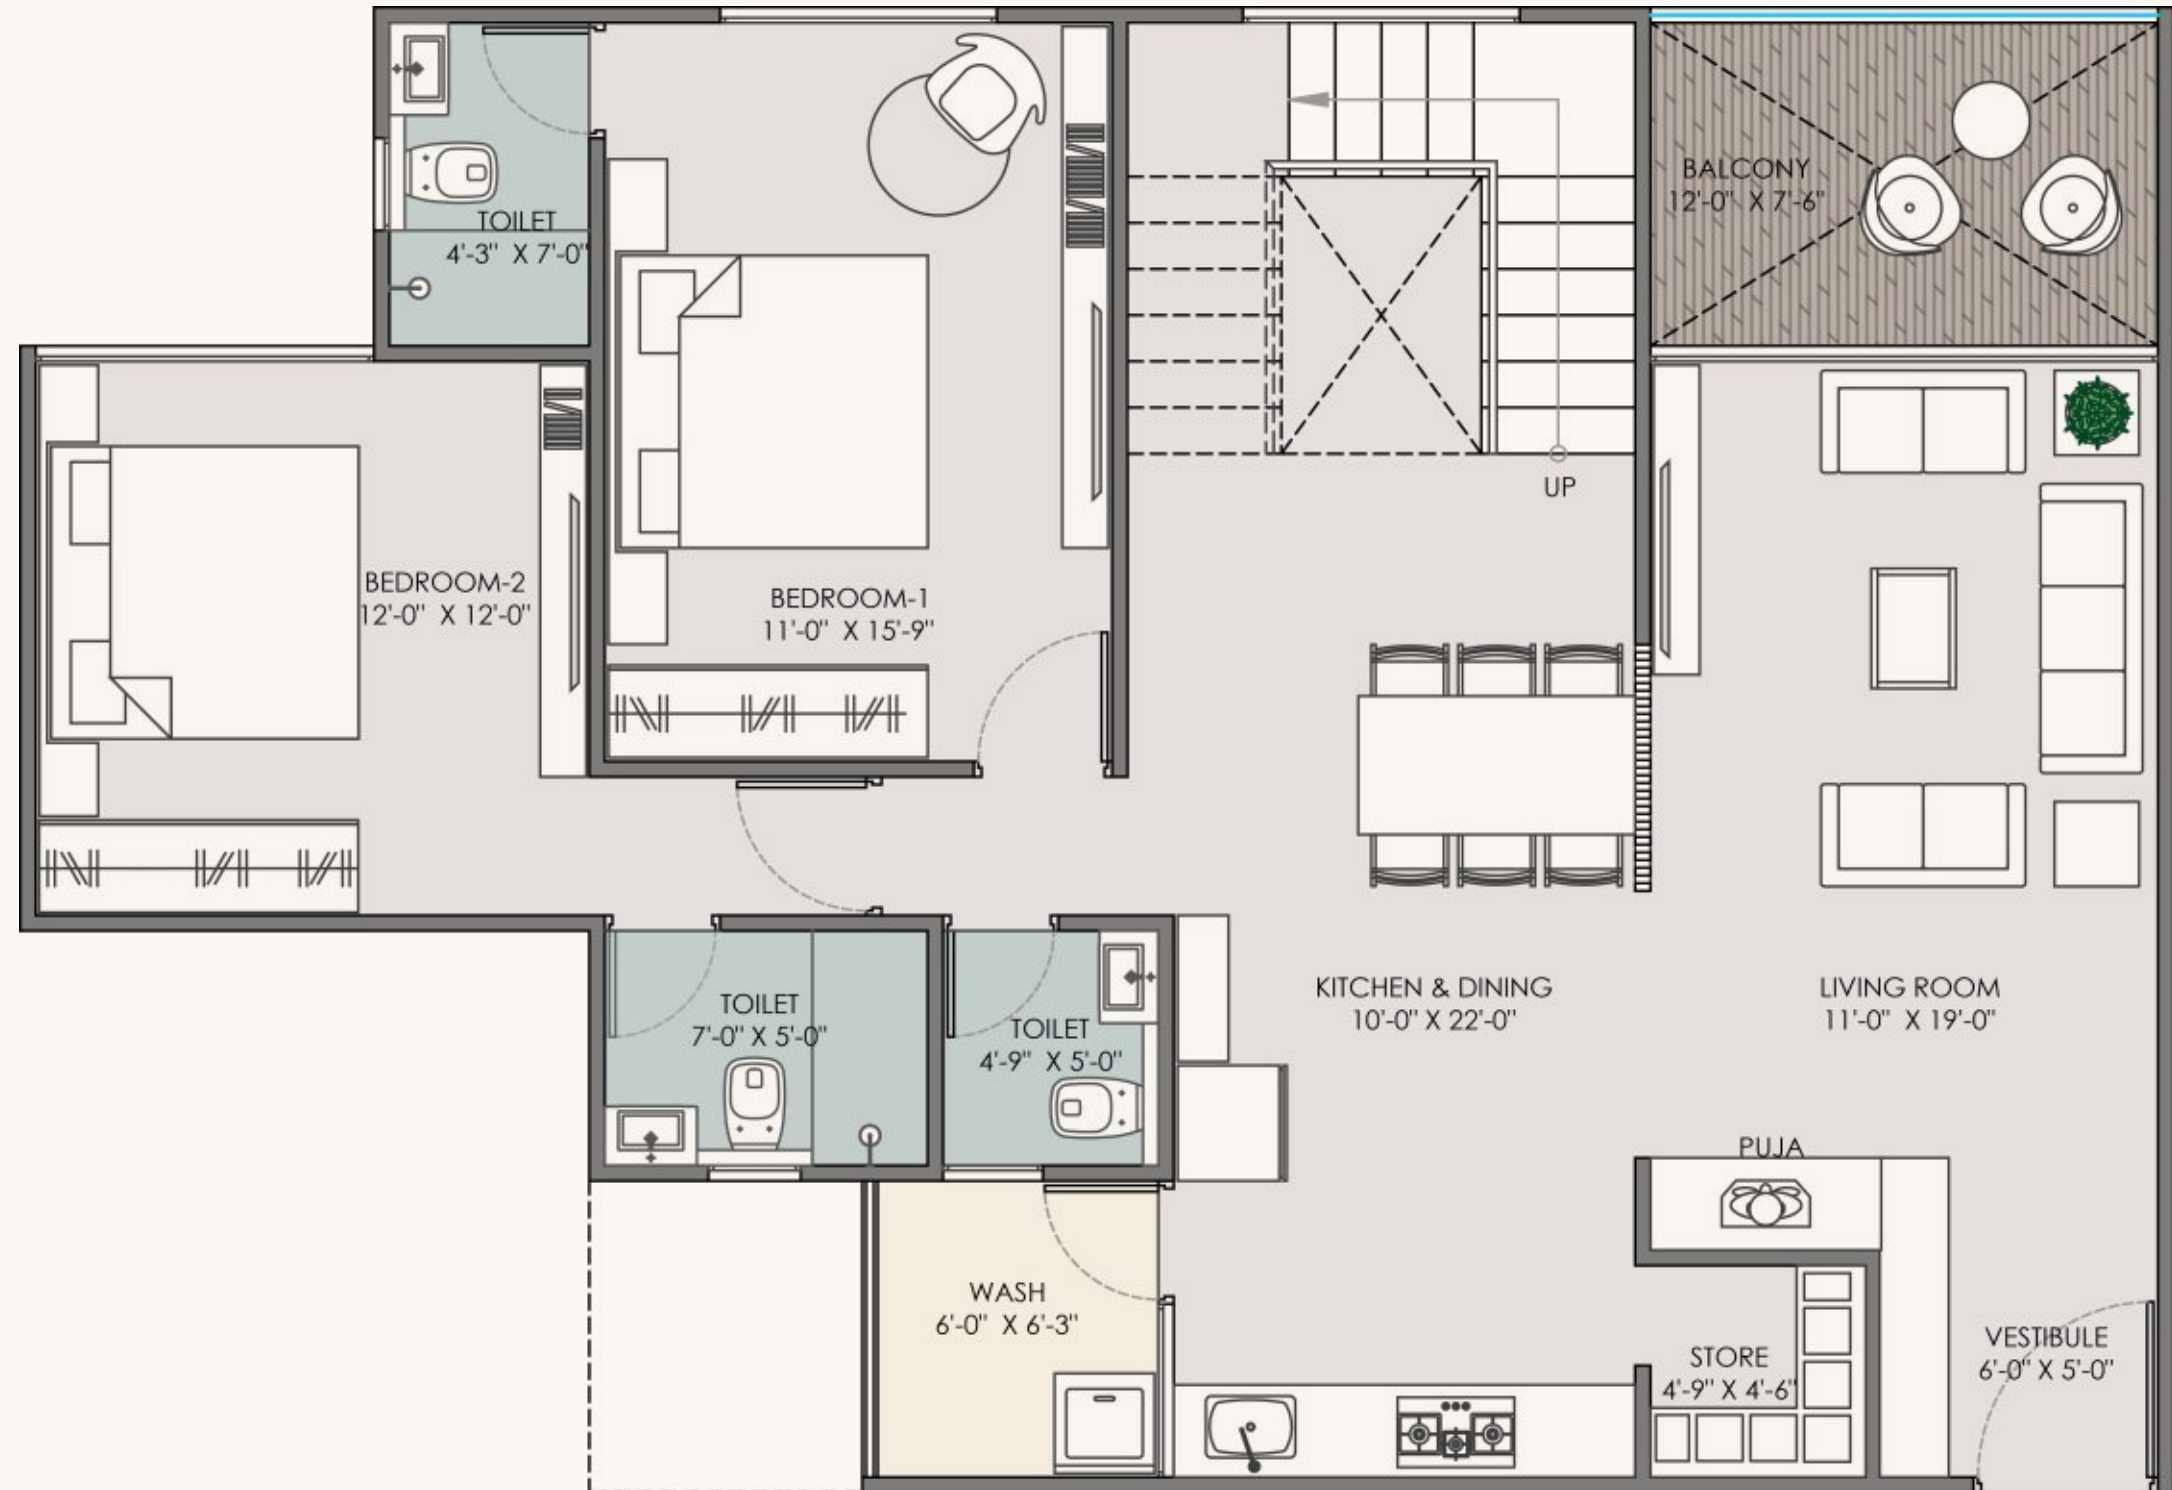 TOILET
4'-3" X 7'-0"
BALCONY
12'-0" X 7'-6"
UP
BEDROOM-2
12'-0" X 12'-0"
BEDROOM-1
11'-0" X 15'-9"
TOILET
7'-0" X 5'-0"
TOILET
4'-9" X 5'-0"
KITCHEN & DINING
10'-0" X 22'-0"
LIVING ROOM
11'-0" X 19'-0"
PUJA
WASH
6'-0" X 6'-3"
STORE
4'-9" X 4'-6"
VESTIBULE
6'-0" X 5'-0"